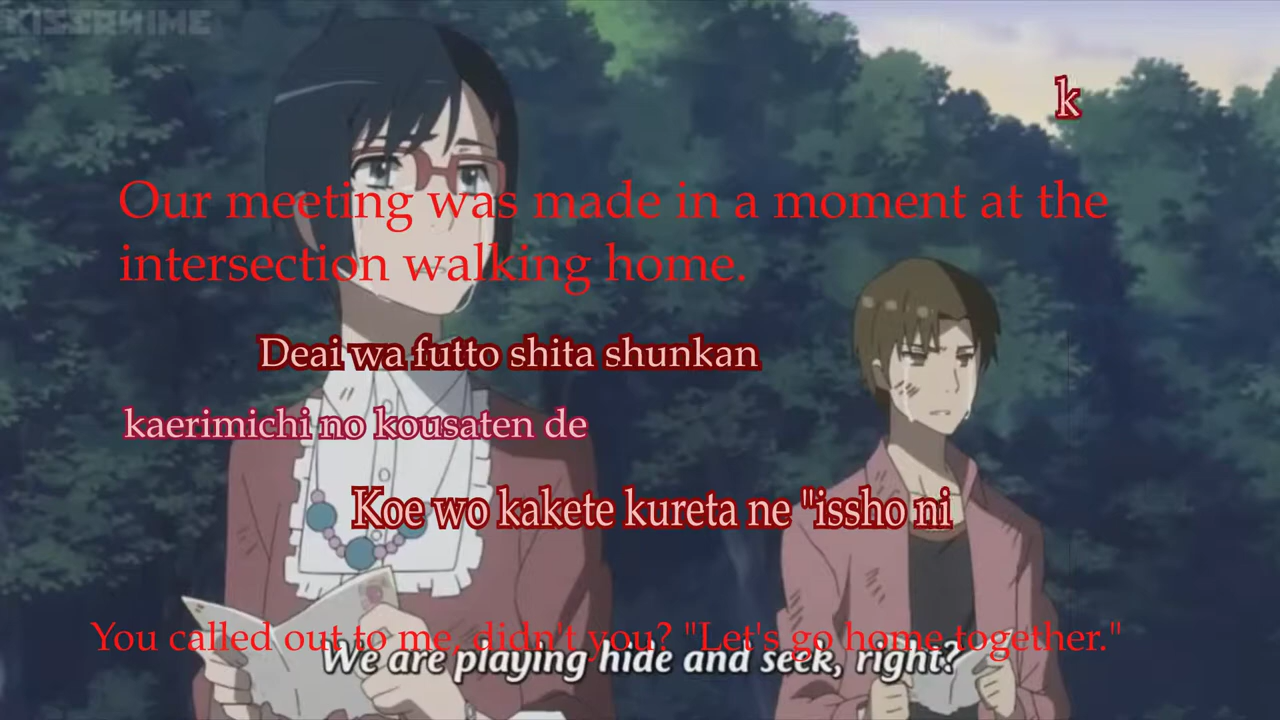 KISSANIME
k
Our meeting was made in a moment at the
intersection walking home.
Deai wa futto shita shunkan
kaerimichi no kousaten de
Koe wo kakete kureta ne "issho ni
You called out to me, didn't you? "Let's go home together."
We are playing hide and seek, right?